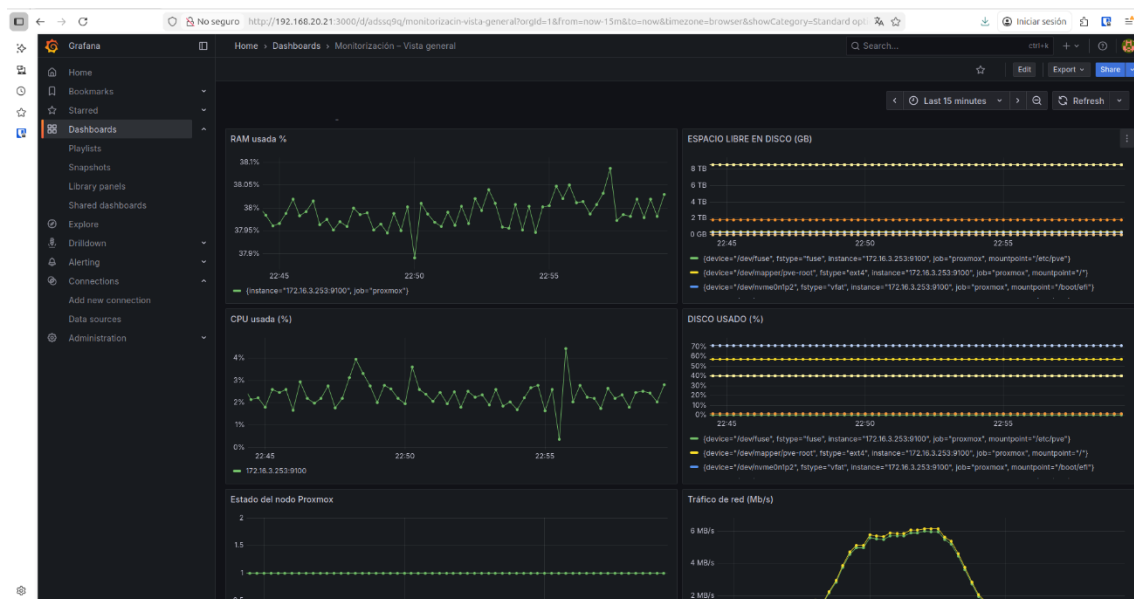 No seguro http://192.168.20.21:3000/d/adssq9q/monitorizacin-vista-general?orgId=1&from=now-15m&to=now&timezone=browser&showCategory=Standard opti
Iniciar sesión
Grafana
Home › Dashboards › Monitorización – Vista general
Search...
ctrl+k
Home
Bookmarks
Starred
Dashboards
Playlists
Snapshots
Library panels
Shared dashboards
Explore
Drilldown
Alerting
Connections
Add new connection
Data sources
Administration
Edit
Export
Share
Last 15 minutes
Refresh
RAM usada %
38.1%
38.05%
38%
37.95%
37.9%
22:45 22:50 22:55
{instance="172.16.3.253:9100", job="proxmox"}
ESPACIO LIBRE EN DISCO (GB)
8 TB
6 TB
4 TB
2 TB
0 GB
22:45 22:50 22:55
{device="/dev/fuse", fstype="fuse", instance="172.16.3.253:9100", job="proxmox", mountpoint="/etc/pve"}
{device="/dev/mapper/pve-root", fstype="ext4", instance="172.16.3.253:9100", job="proxmox", mountpoint="/"}
{device="/dev/nvme0n1p2", fstype="vfat", instance="172.16.3.253:9100", job="proxmox", mountpoint="/boot/efi"}
CPU usada (%)
4%
3%
2%
1%
0%
22:45 22:50 22:55
172.16.3.253:9100
DISCO USADO (%)
70%
60%
50%
40%
30%
20%
10%
0%
22:45 22:50 22:55
{device="/dev/fuse", fstype="fuse", instance="172.16.3.253:9100", job="proxmox", mountpoint="/etc/pve"}
{device="/dev/mapper/pve-root", fstype="ext4", instance="172.16.3.253:9100", job="proxmox", mountpoint="/"}
{device="/dev/nvme0n1p2", fstype="vfat", instance="172.16.3.253:9100", job="proxmox", mountpoint="/boot/efi"}
Estado del nodo Proxmox
2
1.5
1
Tráfico de red (Mb/s)
6 MB/s
4 MB/s
2 MB/s